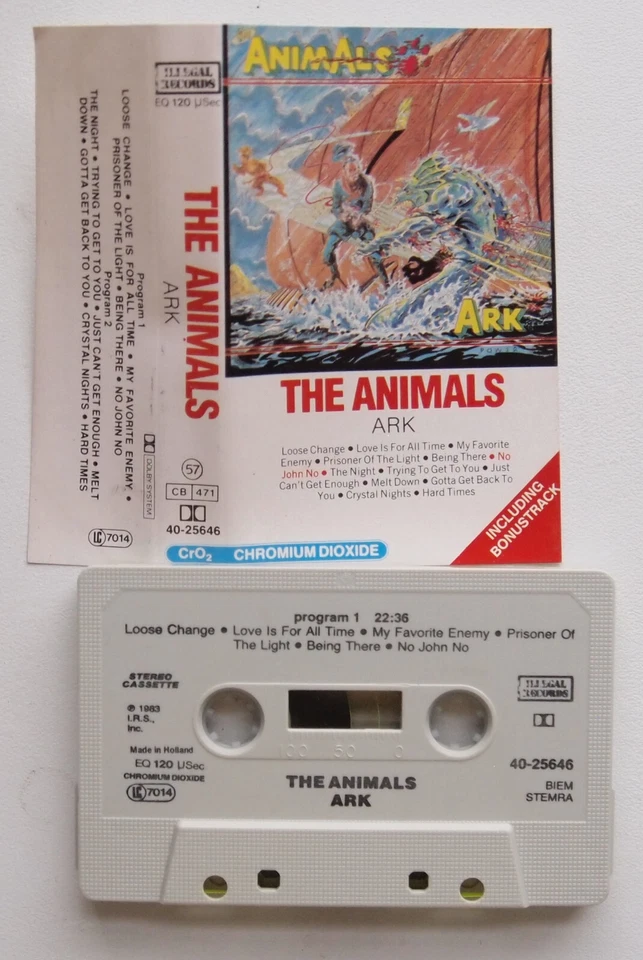 LOOSE CHANGE • LOVE IS FOR ALL TIME • MY FAVORITE ENEMY •
PRISONER OF THE LIGHT • BEING THERE • NO JOHN NO
Program 1
Program 2
THE NIGHT • TRYING TO GET TO YOU • JUST CAN'T GET ENOUGH • MELT
DOWN • GOTTA GET BACK TO YOU • CRYSTAL NIGHTS • HARD TIMES
DOLBY SYSTEM
LC 7014
ILLEGAL
RECORDS
EQ 120 µSec
THE ANIMALS
ARK
57
CB 471
40-25646
CrO2 CHROMIUM DIOXIDE
THE
ANIMALS
ARK
POWER
THE ANIMALS
ARK
Loose Change • Love Is For All Time • My Favorite
Enemy • Prisoner Of The Light • Being There • No
John No • The Night • Trying To Get To You • Just
Can't Get Enough • Melt Down • Gotta Get Back To
You • Crystal Nights • Hard Times
INCLUDING
BONUSTRACK
program 1 22:36
Loose Change • Love Is For All Time • My Favorite Enemy • Prisoner Of
The Light • Being There • No John No
STEREO
CASSETTE
ILLEGAL
RECORDS
℗ 1983
I.R.S.,
Inc.
Made in Holland
EQ 120 µSec
CHROMIUM DIOXIDE
LC 7014
100 50 0
THE ANIMALS
ARK
40-25646
BIEM
STEMRA